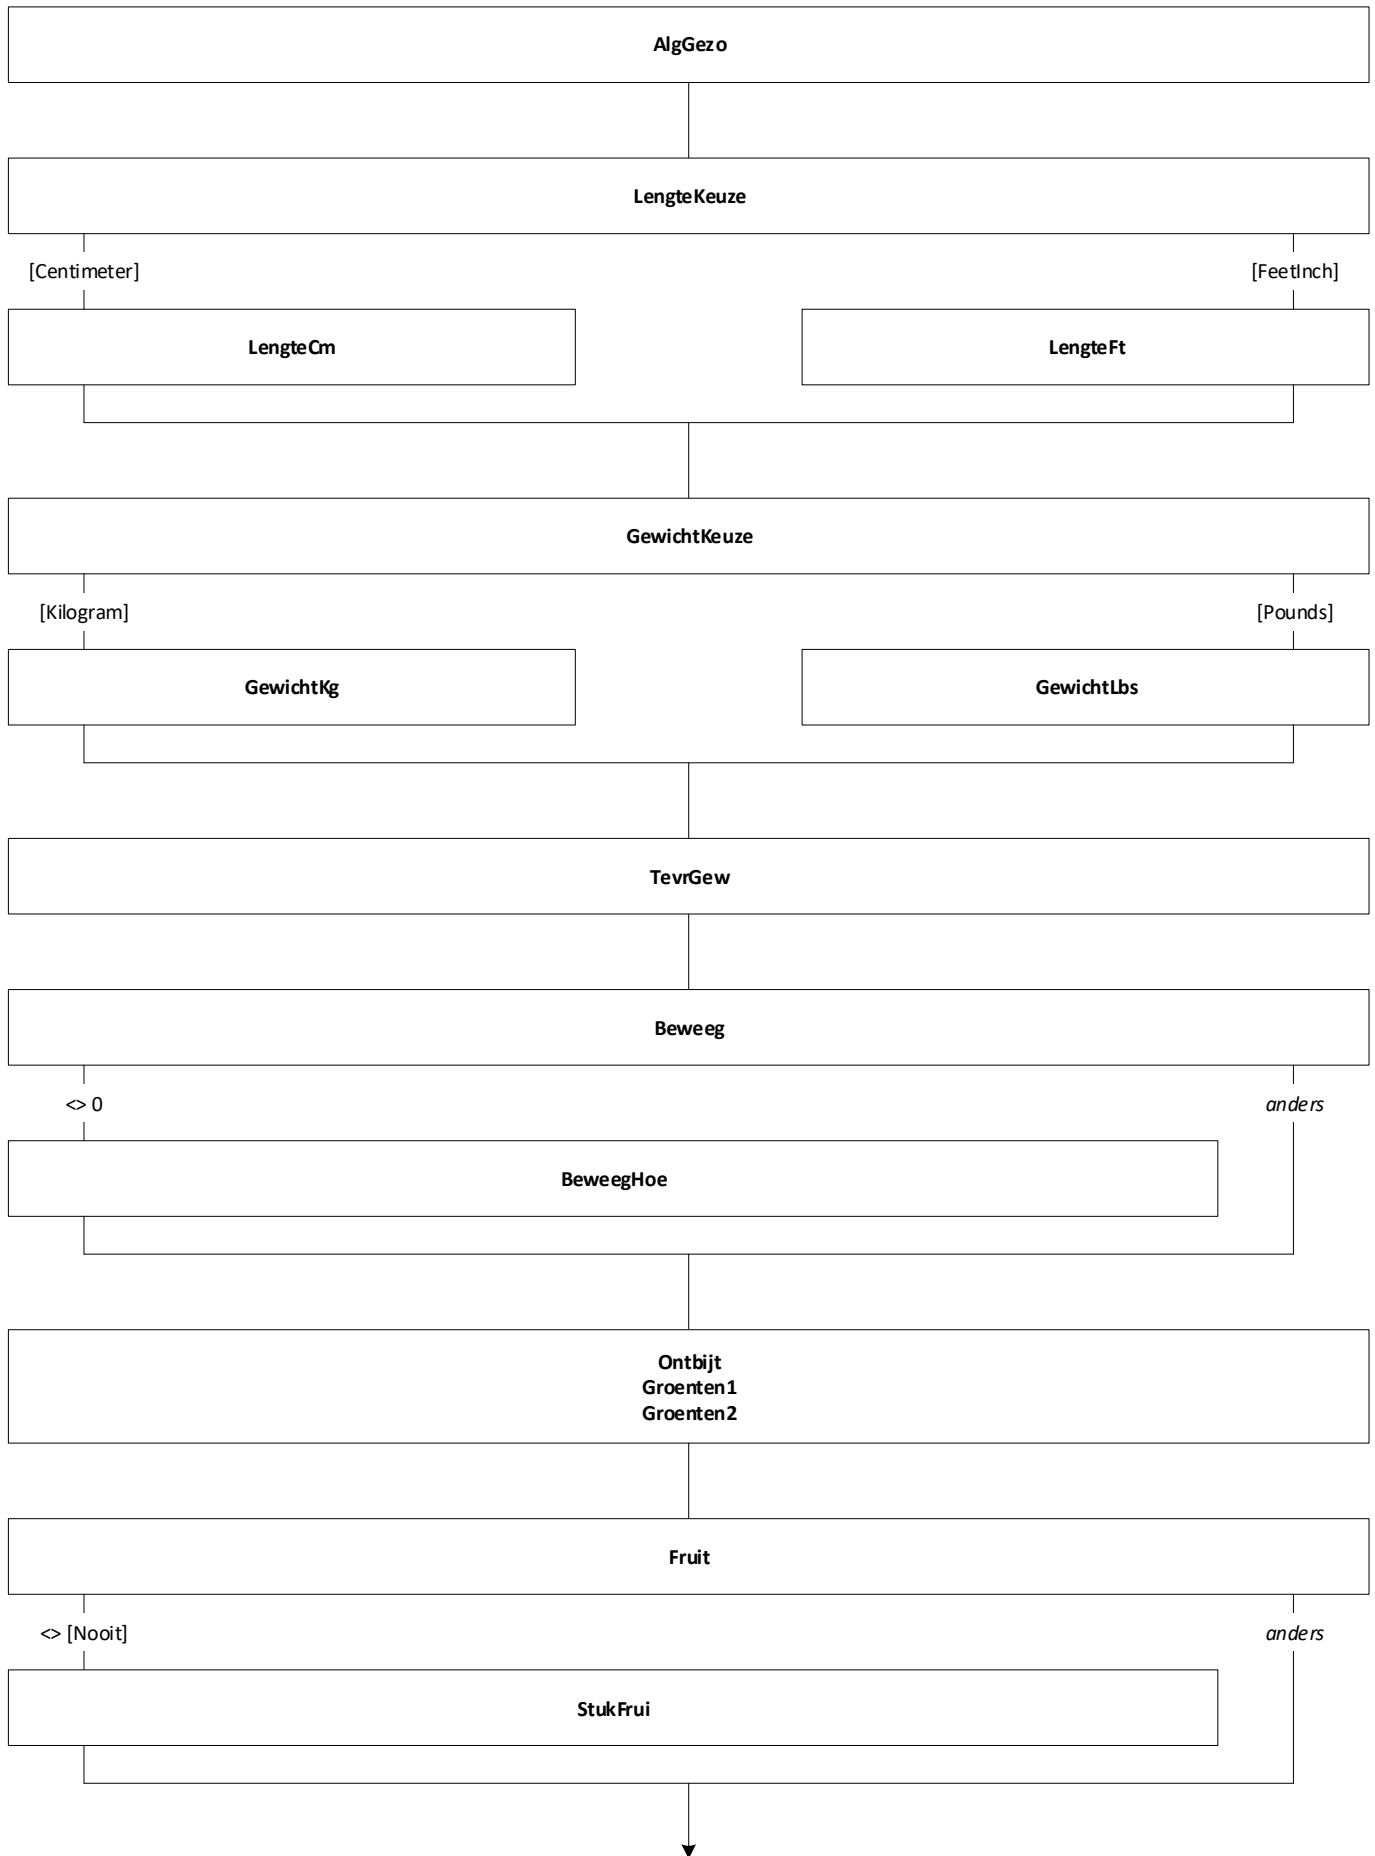 AlgGezo
LengteKeuze
[Centimeter]
[FeetInch]
LengteCm
LengteFt
GewichtKeuze
[Kilogram]
[Pounds]
GewichtKg
GewichtLbs
TevrGew
Beweeg
<> 0
anders
BeweegHoe
Ontbijt
Groenten1
Groenten2
Fruit
<> [Nooit]
anders
StukFrui